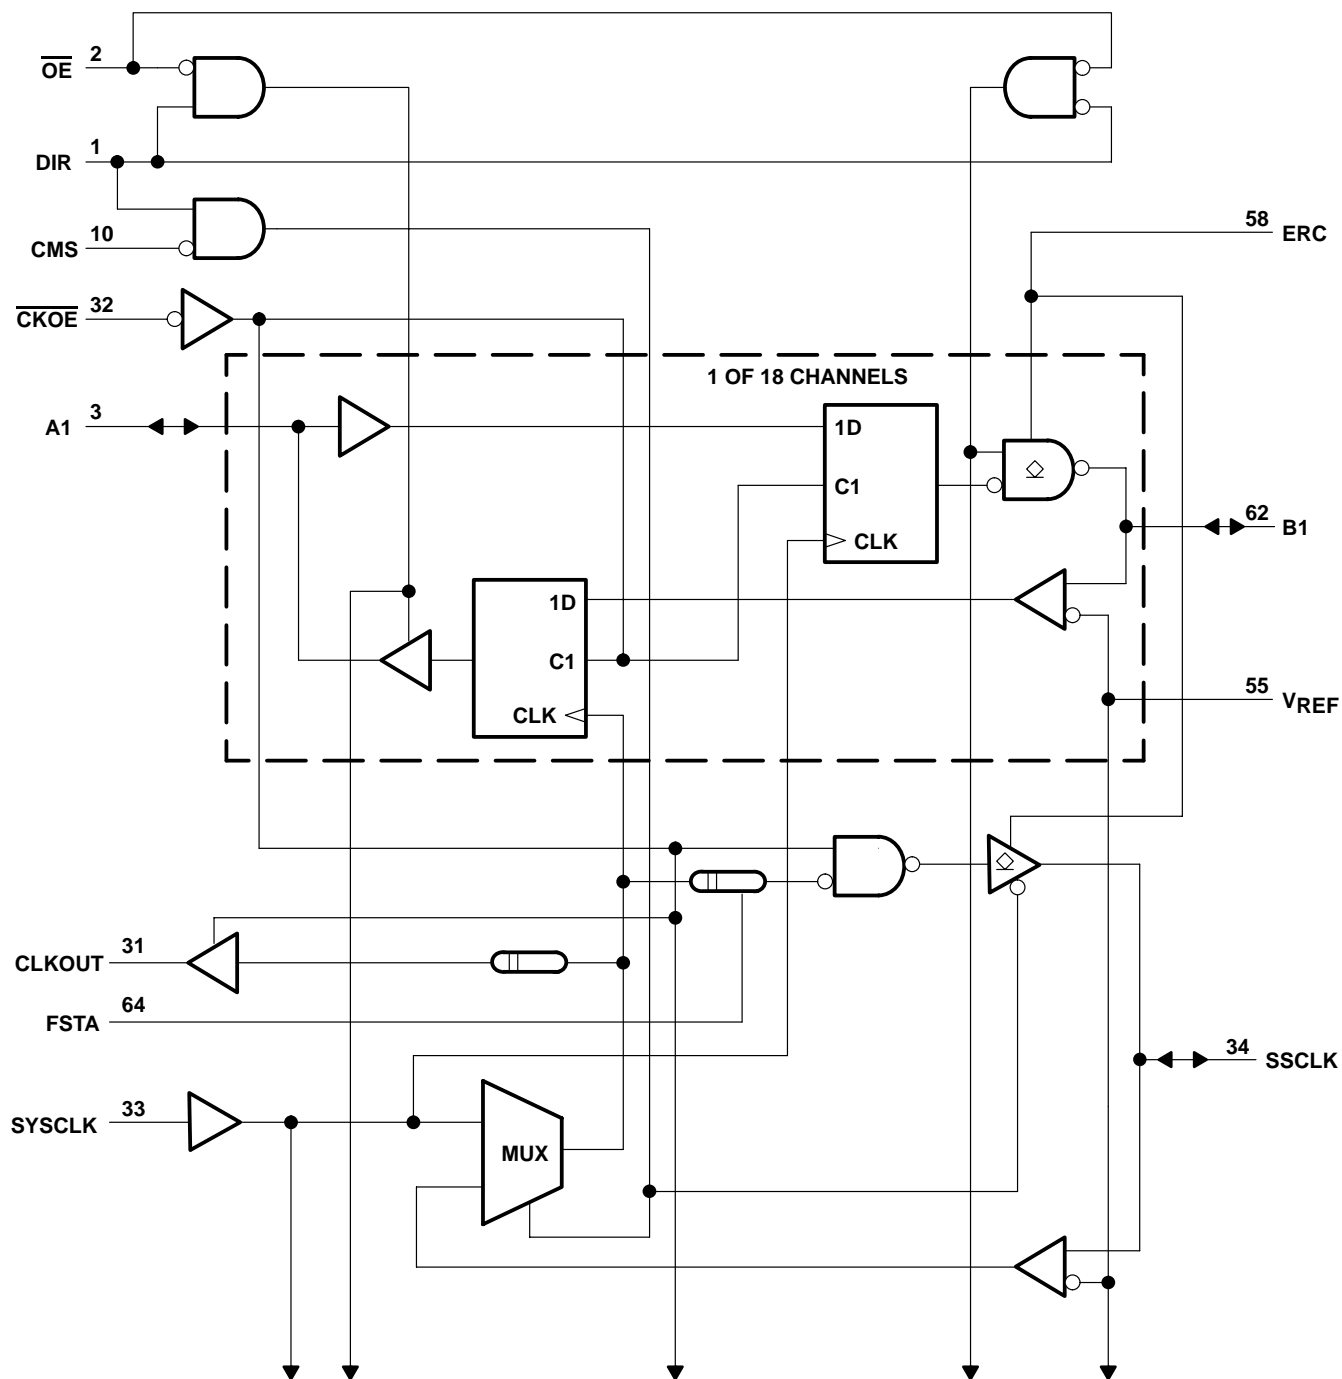 OE 2
DIR 1
CMS 10
CKOE 32
58 ERC
1 OF 18 CHANNELS
A1 3
1D
C1
CLK
62 B1
1D
C1
CLK
55 VREF
CLKOUT 31
FSTA 64
34 SSCLK
SYSCLK 33
MUX